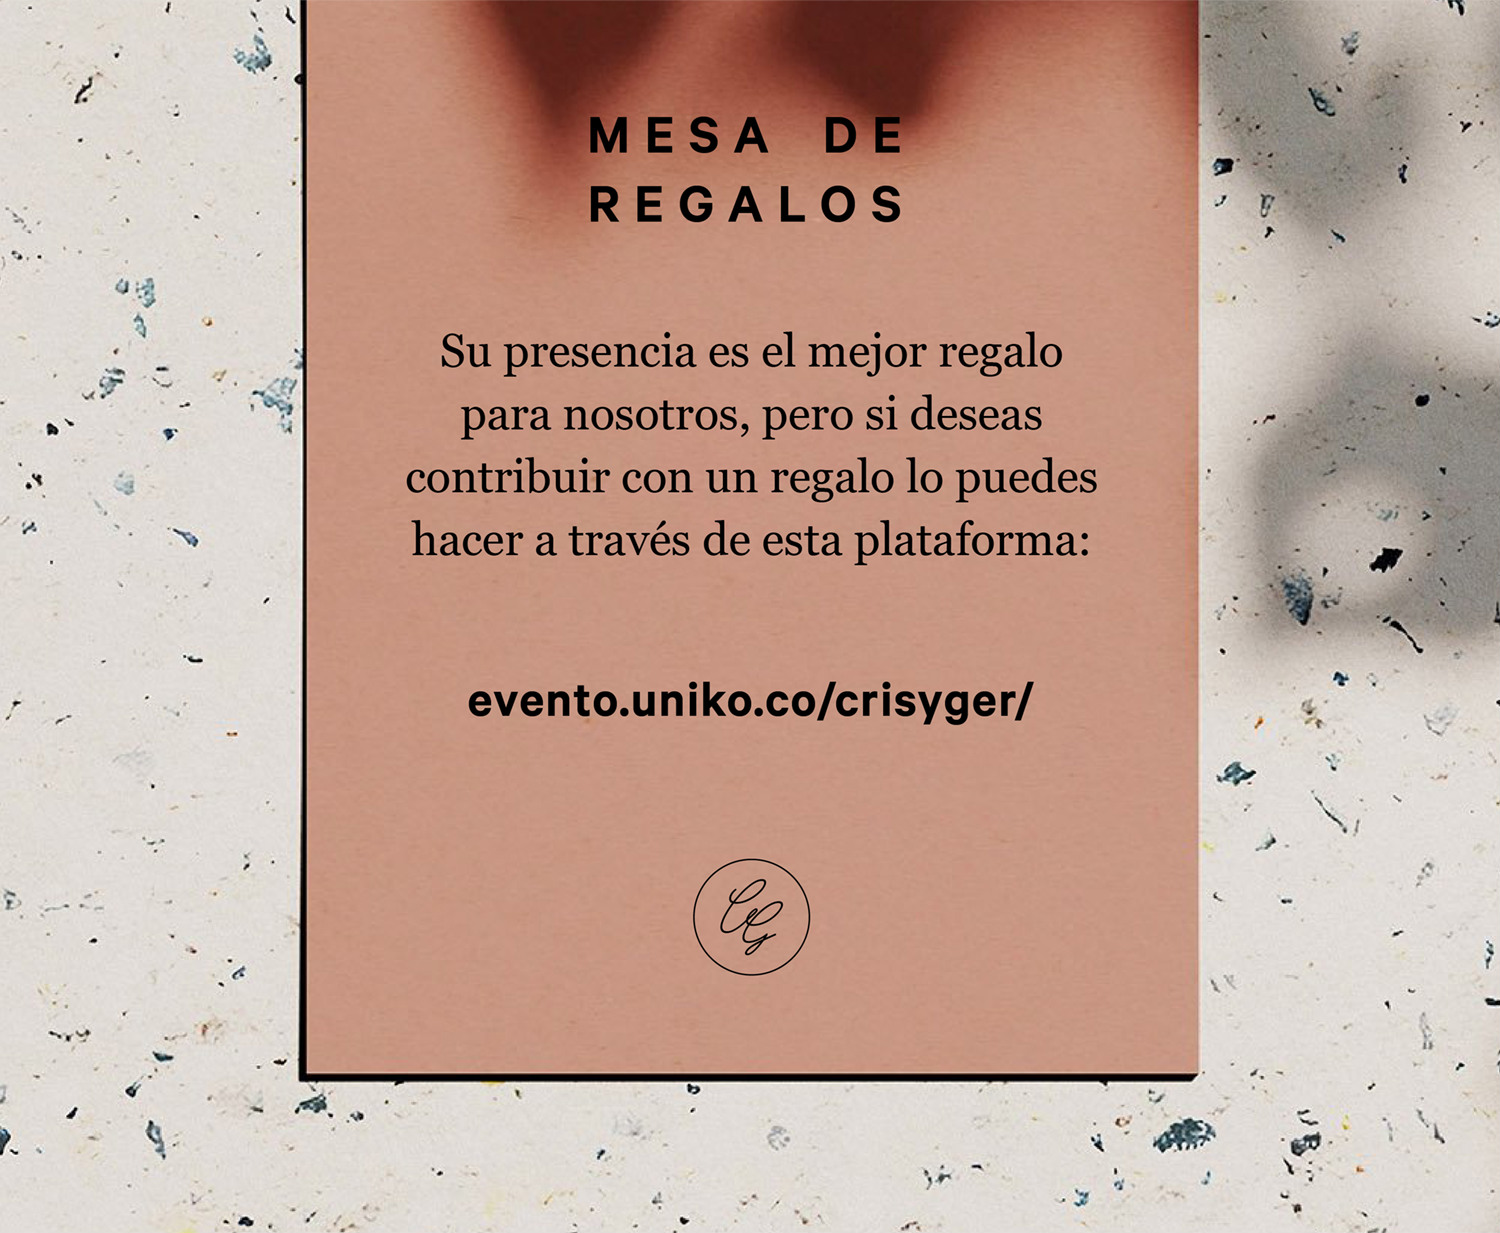 MESA DE
REGALOS
Su presencia es el mejor regalo
para nosotros, pero si deseas
contribuir con un regalo lo puedes
hacer a través de esta plataforma:
evento.uniko.co/crisyger/
CG